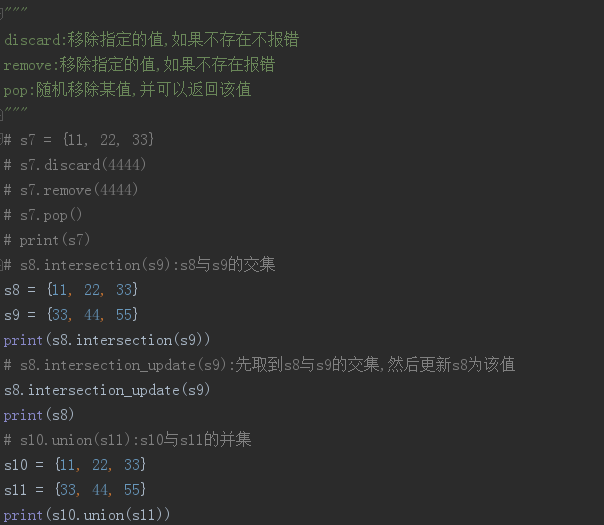 """
discard:移除指定的值,如果不存在不报错
remove:移除指定的值,如果不存在报错
pop:随机移除某值,并可以返回该值
"""
# s7 = {11, 22, 33}
# s7.discard(4444)
# s7.remove(4444)
# s7.pop()
# print(s7)
# s8.intersection(s9):s8与s9的交集
s8 = {11, 22, 33}
s9 = {33, 44, 55}
print(s8.intersection(s9))
# s8.intersection_update(s9):先取到s8与s9的交集,然后更新s8为该值
s8.intersection_update(s9)
print(s8)
# s10.union(s11):s10与s11的并集
s10 = {11, 22, 33}
s11 = {33, 44, 55}
print(s10.union(s11))